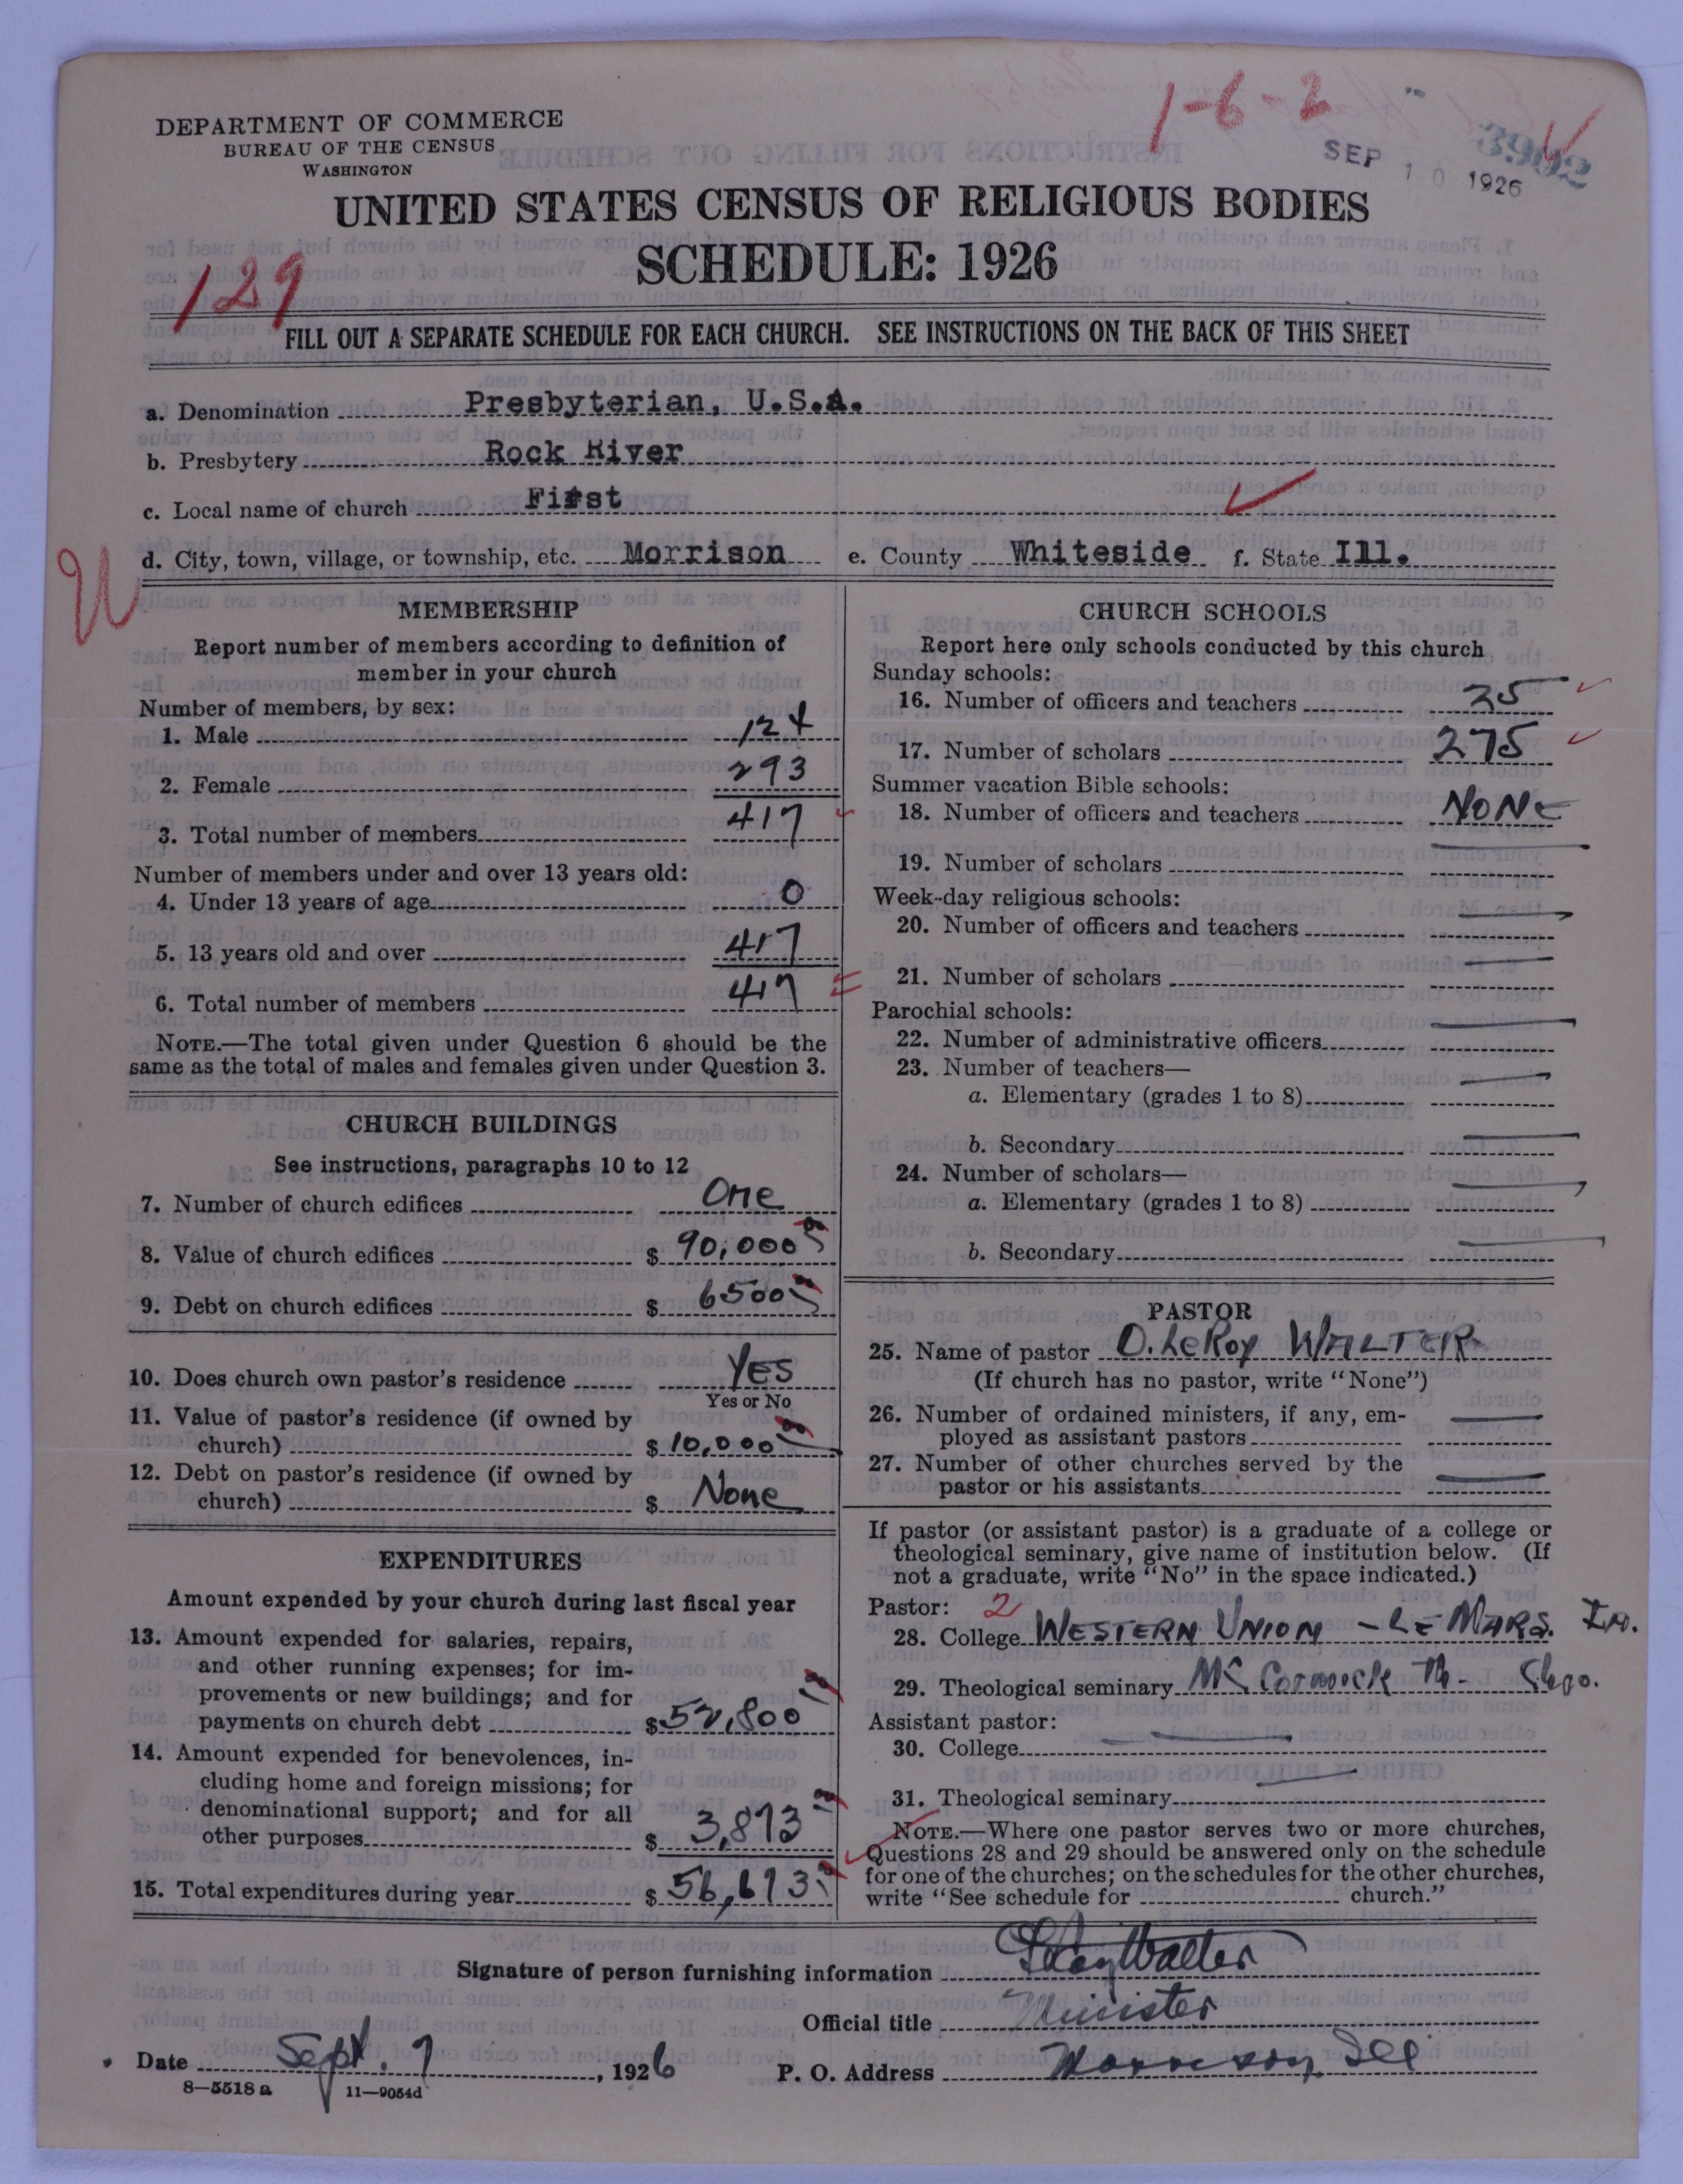 1-6-2
3902
SEP 10 1926
DEPARTMENT OF COMMERCE
BUREAU OF THE CENSUS
WASHINGTON
UNITED STATES CENSUS OF RELIGIOUS BODIES
SCHEDULE: 1926
129
FILL OUT A SEPARATE SCHEDULE FOR EACH CHURCH. SEE INSTRUCTIONS ON THE BACK OF THIS SHEET
a. Denomination Presbyterian, U.S.A.
b. Presbytery Rock River
c. Local name of church First
d. City, town, village, or township, etc. Morrison e. County Whiteside f. State Ill.
MEMBERSHIP
Report number of members according to definition of
member in your church
Number of members, by sex:
1. Male 124
2. Female 293
3. Total number of members 417
Number of members under and over 13 years old:
4. Under 13 years of age 0
5. 13 years old and over 417
6. Total number of members 417
NOTE.—The total given under Question 6 should be the
same as the total of males and females given under Question 3.
CHURCH BUILDINGS
See instructions, paragraphs 10 to 12
7. Number of church edifices One
8. Value of church edifices $ 90,000
9. Debt on church edifices $ 6500
10. Does church own pastor's residence YES
Yes or No
11. Value of pastor's residence (if owned by
church) $ 10,000
12. Debt on pastor's residence (if owned by
church) $ None
EXPENDITURES
Amount expended by your church during last fiscal year
13. Amount expended for salaries, repairs,
and other running expenses; for im-
provements or new buildings; and for
payments on church debt $ 52,800
14. Amount expended for benevolences, in-
cluding home and foreign missions; for
denominational support; and for all
other purposes $ 3,873
15. Total expenditures during year $ 56,673
CHURCH SCHOOLS
Report here only schools conducted by this church
Sunday schools:
16. Number of officers and teachers 35
17. Number of scholars 275
Summer vacation Bible schools:
18. Number of officers and teachers NONE
19. Number of scholars
Week-day religious schools:
20. Number of officers and teachers
21. Number of scholars
Parochial schools:
22. Number of administrative officers
23. Number of teachers—
a. Elementary (grades 1 to 8)
b. Secondary
24. Number of scholars—
a. Elementary (grades 1 to 8)
b. Secondary
PASTOR
25. Name of pastor O. LeRoy WALTER
(If church has no pastor, write "None")
26. Number of ordained ministers, if any, em-
ployed as assistant pastors
27. Number of other churches served by the
pastor or his assistants
If pastor (or assistant pastor) is a graduate of a college or
theological seminary, give name of institution below. (If
not a graduate, write "No" in the space indicated.)
Pastor: 2
28. College WESTERN UNION - LE MARS. Ia.
29. Theological seminary McCormick Th- Chgo.
Assistant pastor:
30. College
31. Theological seminary
NOTE.—Where one pastor serves two or more churches,
Questions 28 and 29 should be answered only on the schedule
for one of the churches; on the schedules for the other churches,
write "See schedule for church."
Signature of person furnishing information LeRoy Walter
Official title Minister
Date Sept. 7, 1926 P. O. Address Morrison Ill
8—5518 a 11—9054d